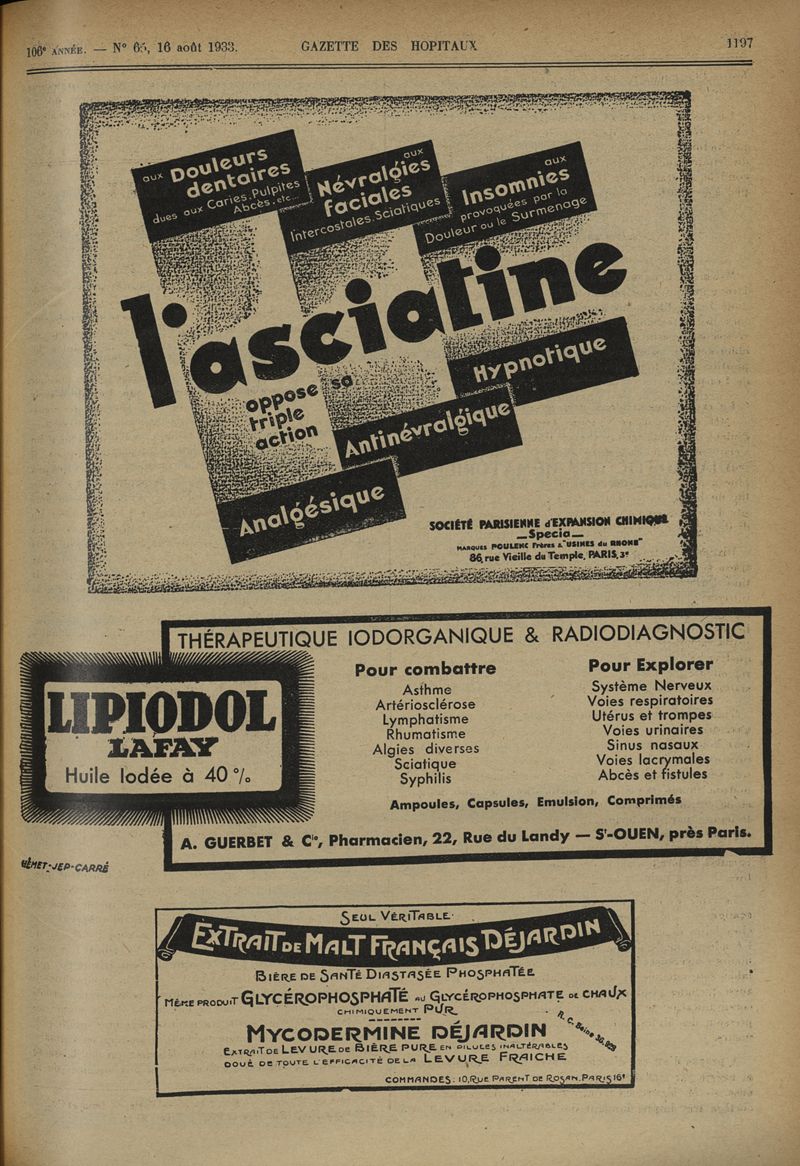 106e ANNÉE. — N° 65, 16 août 1933.
GAZETTE DES HOPITAUX
1197
aux Douleurs
dentaires
dues aux Caries, Pulpites
Abcès, etc...
aux
Névralgies
faciales
Intercostales, Sciatiques
aux
Insomnies
provoquées par la
Douleur ou le Surmenage
l'asciatine
oppose sa
triple
action
Hypnotique
Antinévralgique
Analgésique
SOCIÉTÉ PARISIENNE d'EXPANSION CHIMIQUE
—Specia—
MARQUES POULENC Frères & "USINES du RHONE"
86, rue Vieille du Temple, PARIS, 3e
THÉRAPEUTIQUE IODORGANIQUE & RADIODIAGNOSTIC
LIPIODOL
LAFAY
Huile Iodée à 40 %
Pour combattre
Asthme
Artériosclérose
Lymphatisme
Rhumatisme
Algies diverses
Sciatique
Syphilis
Pour Explorer
Système Nerveux
Voies respiratoires
Utérus et trompes
Voies urinaires
Sinus nasaux
Voies lacrymales
Abcès et fistules
Ampoules, Capsules, Emulsion, Comprimés
A. GUERBET & Cie, Pharmacien, 22, Rue du Landy — St-OUEN, près Paris.
HÉMET-JEP-CARRÉ
SEUL VÉRITABLE
EXTRAIT DE MALT FRANÇAIS DÉJARDIN
BIÈRE DE SANTÉ DIASTASÉE PHOSPHATÉE
MÊME PRODUIT GLYCÉROPHOSPHATÉ AU GLYCÉROPHOSPHATE DE CHAUX
CHIMIQUEMENT PUR
R. C. Seine 30,929
MYCODERMINE DÉJARDIN
EXTRAIT DE LEVURE DE BIÈRE PURE EN PILULES INALTÉRABLES
DOUÉ DE TOUTE L'EFFICACITÉ DE LA LEVURE FRAICHE
COMMANDES : 10, RUE PARENT DE ROSAN, PARIS 16e